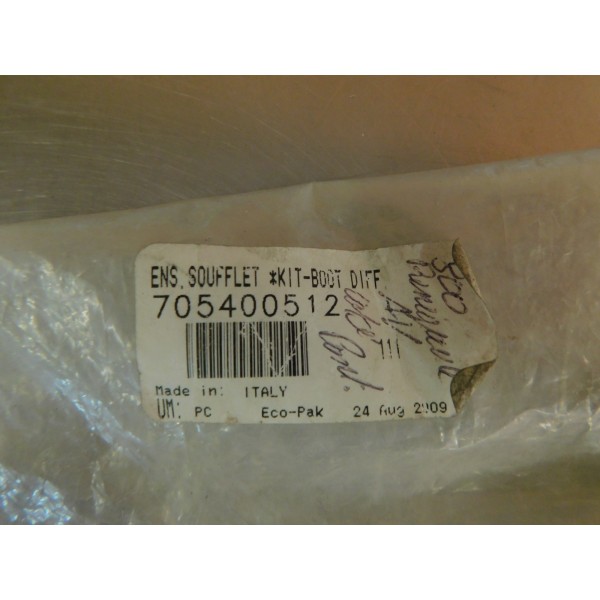 ENS. SOUFFLET *KIT-BOOT DIFF
705400512
Made in: ITALY
UM: PC Eco-Pak 24 Aug 2009